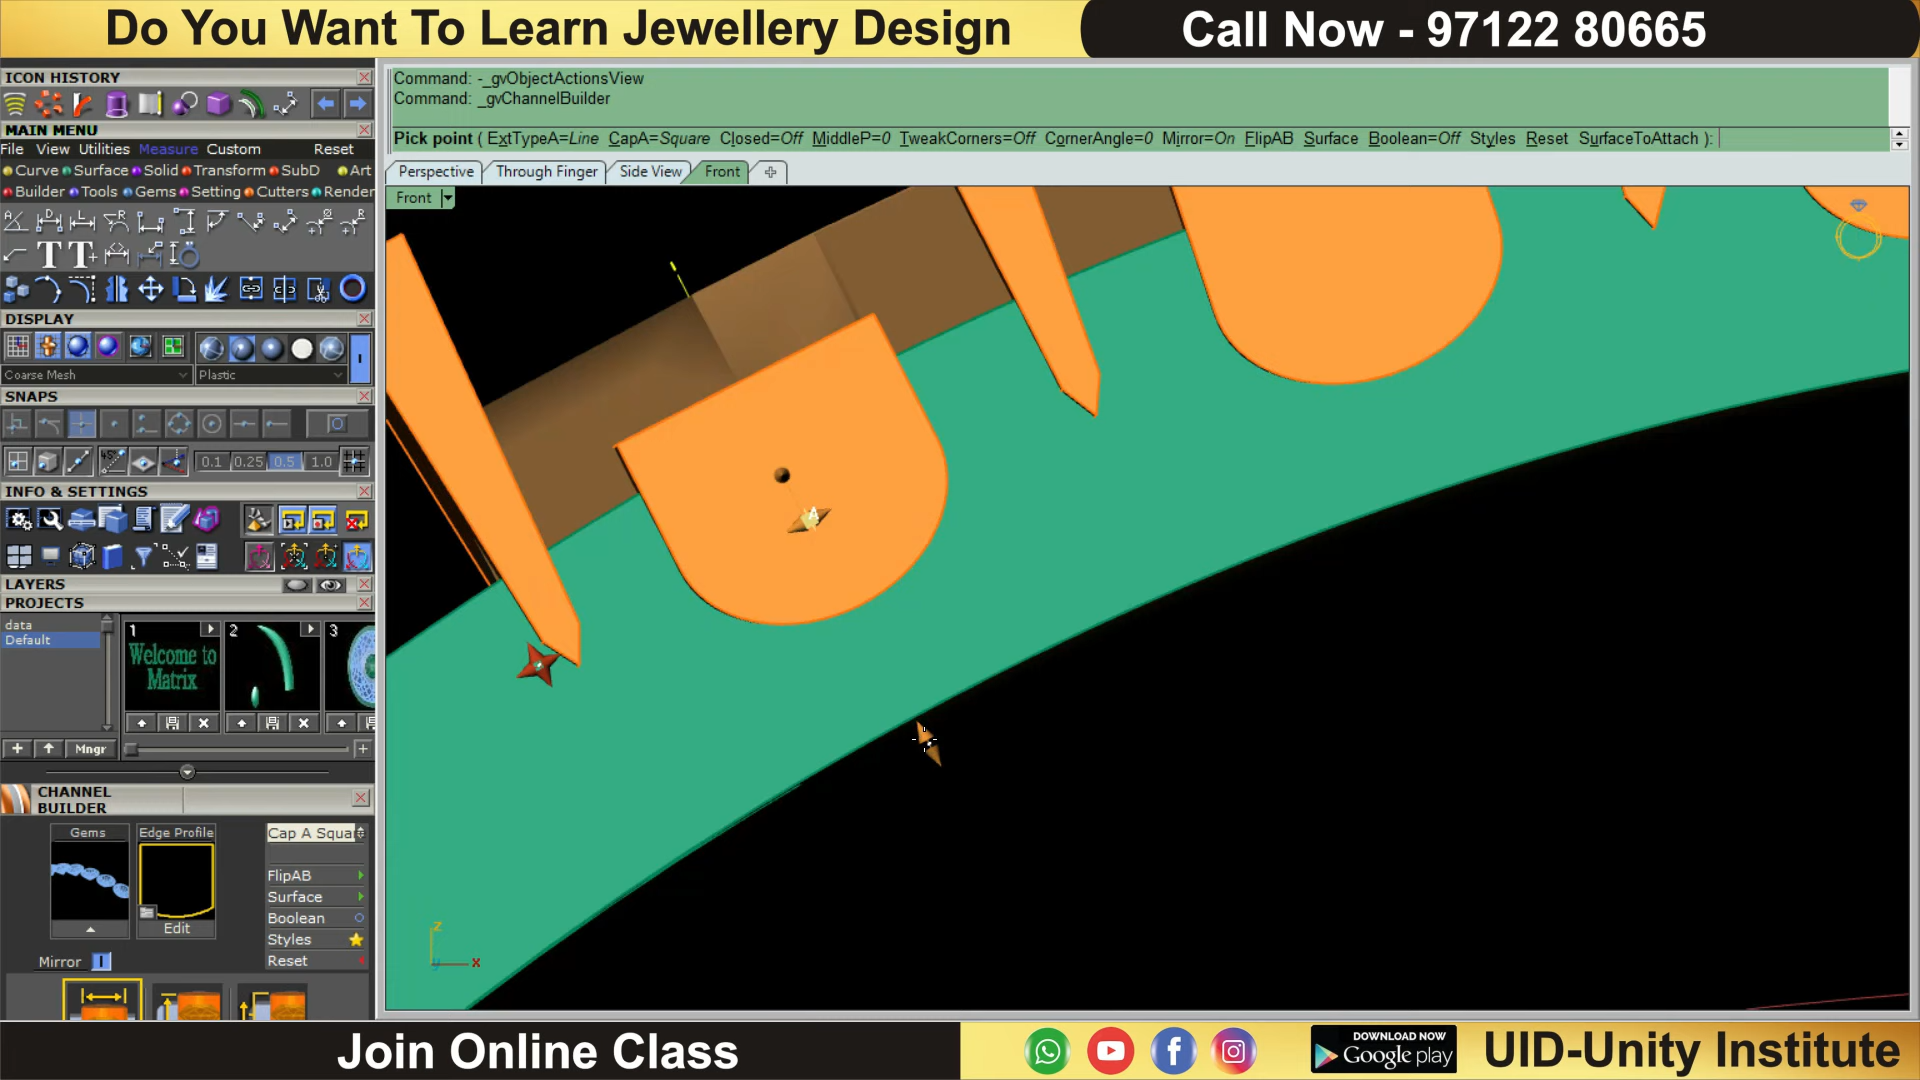 Do You Want To Learn Jewellery Design
Call Now - 97122 80665
ICON HISTORY
MAIN MENU
File View Utilities Measure Custom Reset
Curve Surface Solid Transform SubD Art
Builder Tools Gems Setting Cutters Render
DISPLAY
Coarse Mesh Plastic
SNAPS
0.1 0.25 0.5 1.0
INFO & SETTINGS
LAYERS
PROJECTS
data
Default
1 2 3
Welcome to
Matrix
Mngr
CHANNEL
BUILDER
Gems Edge Profile Cap A Squar
FlipAB
Surface
Boolean
Edit
Styles
Mirror
Reset
Command: -_gvObjectActionsView
Command: _gvChannelBuilder
Pick point ( ExtTypeA=Line CapA=Square Closed=Off MiddleP=0 TweakCorners=Off CornerAngle=0 Mirror=On FlipAB Surface Boolean=Off Styles Reset SurfaceToAttach ):
Perspective Through Finger Side View Front
Front
z
y x
Join Online Class
DOWNLOAD NOW
Google play
UID-Unity Institute